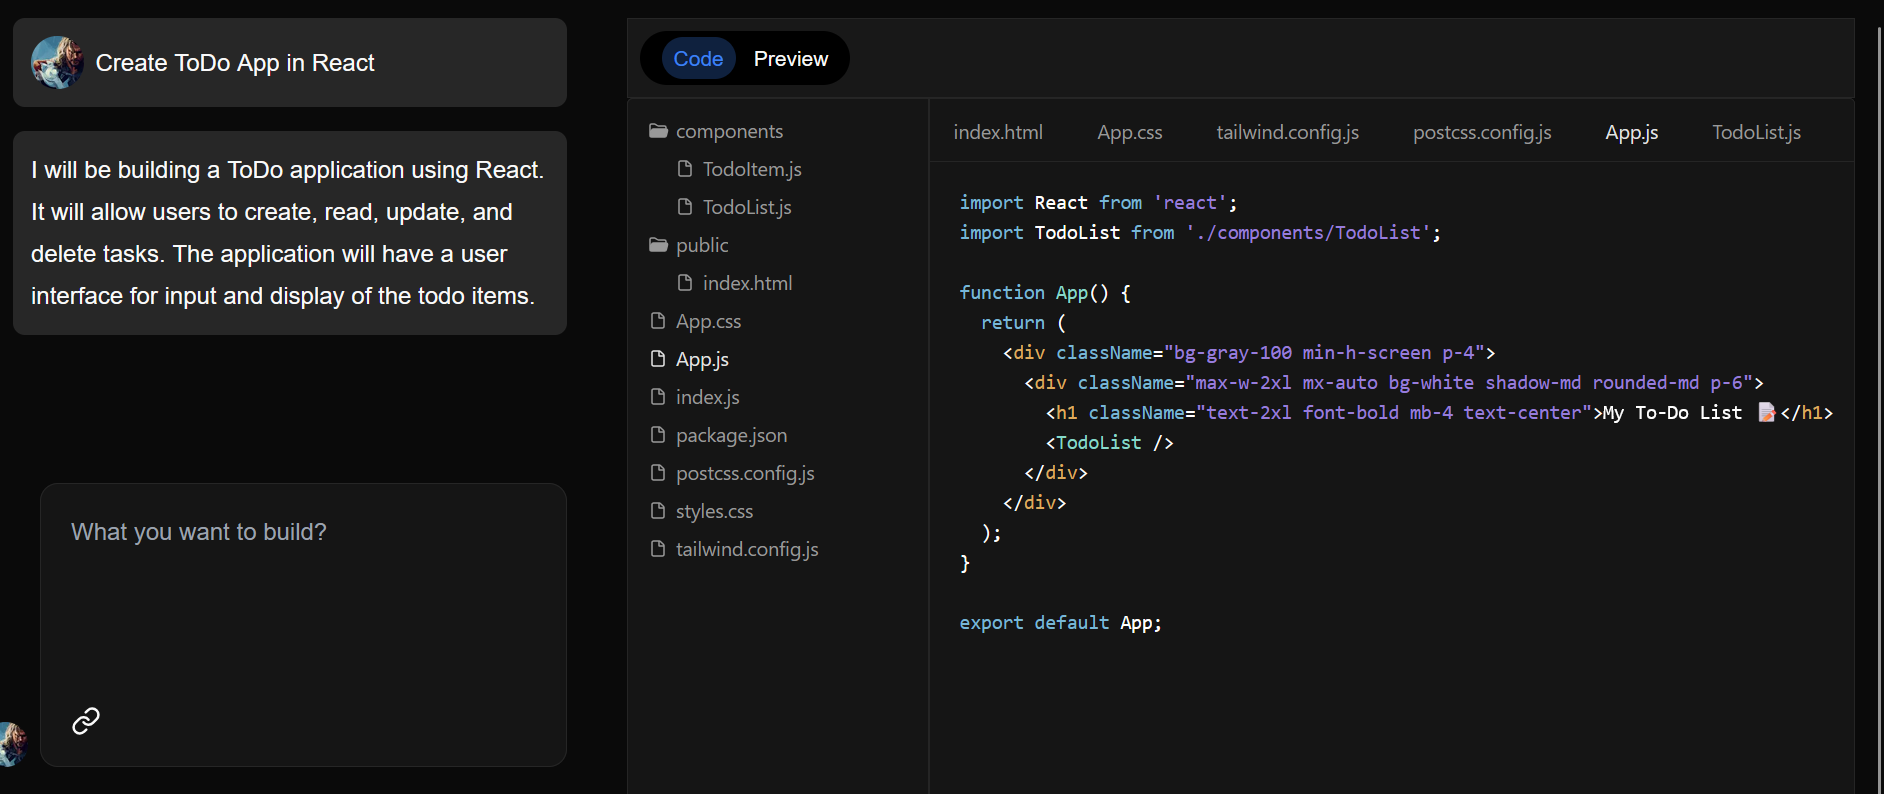 Create ToDo App in React
I will be building a ToDo application using React.
It will allow users to create, read, update, and
delete tasks. The application will have a user
interface for input and display of the todo items.
What you want to build?
Code Preview
components
TodoItem.js
TodoList.js
public
index.html
App.css
App.js
index.js
package.json
postcss.config.js
styles.css
tailwind.config.js
index.html App.css tailwind.config.js postcss.config.js App.js TodoList.js
import React from 'react';
import TodoList from './components/TodoList';
function App() {
  return (
    <div className="bg-gray-100 min-h-screen p-4">
      <div className="max-w-2xl mx-auto bg-white shadow-md rounded-md p-6">
        <h1 className="text-2xl font-bold mb-4 text-center">My To-Do List 📝</h1>
        <TodoList />
      </div>
    </div>
  );
}
export default App;